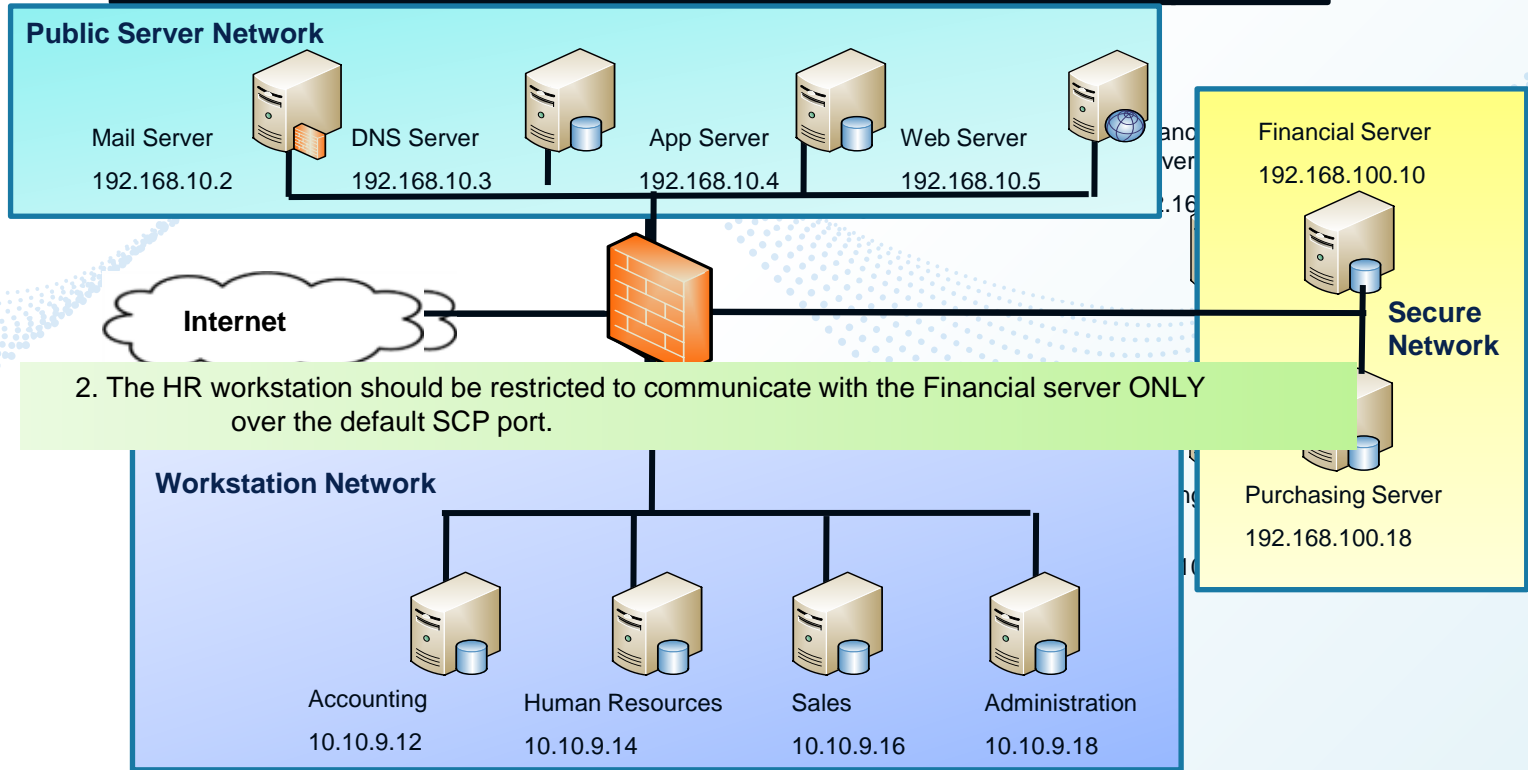 Public Server Network
Mail Server
192.168.10.2
DNS Server
192.168.10.3
App Server
192.168.10.4
Web Server
192.168.10.5
Financial Server
192.168.100.10
Internet
Secure
Network
2. The HR workstation should be restricted to communicate with the Financial server ONLY
over the default SCP port.
Workstation Network
Purchasing Server
192.168.100.18
Accounting
10.10.9.12
Human Resources
10.10.9.14
Sales
10.10.9.16
Administration
10.10.9.18